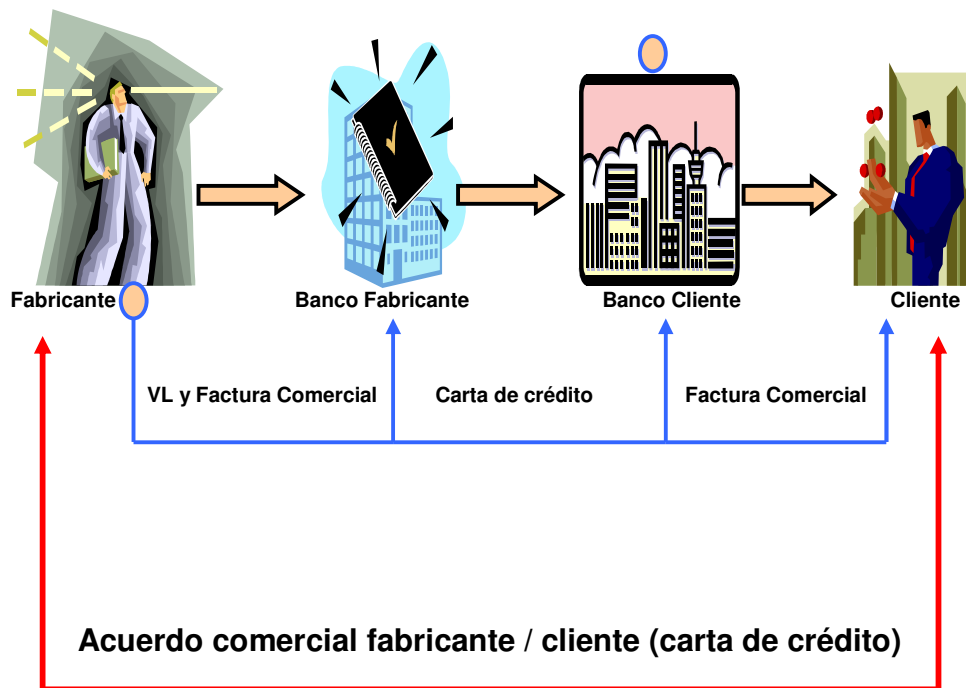 Fabricante
Banco Fabricante
Banco Cliente
Cliente
VL y Factura Comercial
Carta de crédito
Factura Comercial
Acuerdo comercial fabricante / cliente (carta de crédito)